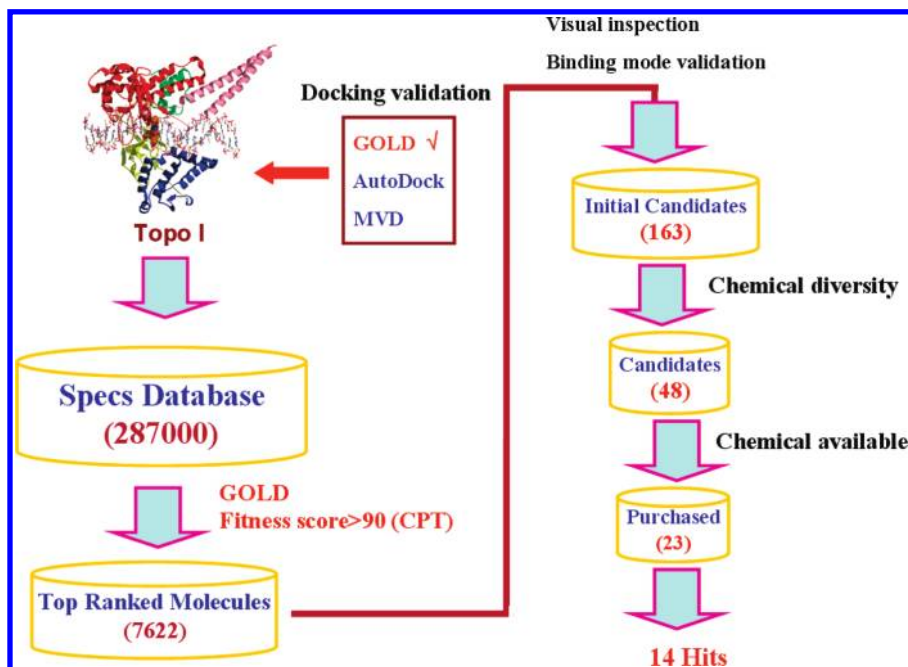 Docking validation
GOLD √
AutoDock
MVD
Topo I
Specs Database
(287000)
GOLD
Fitness score>90 (CPT)
Top Ranked Molecules
(7622)
Visual inspection
Binding mode validation
Initial Candidates
(163)
Chemical diversity
Candidates
(48)
Chemical available
Purchased
(23)
14 Hits